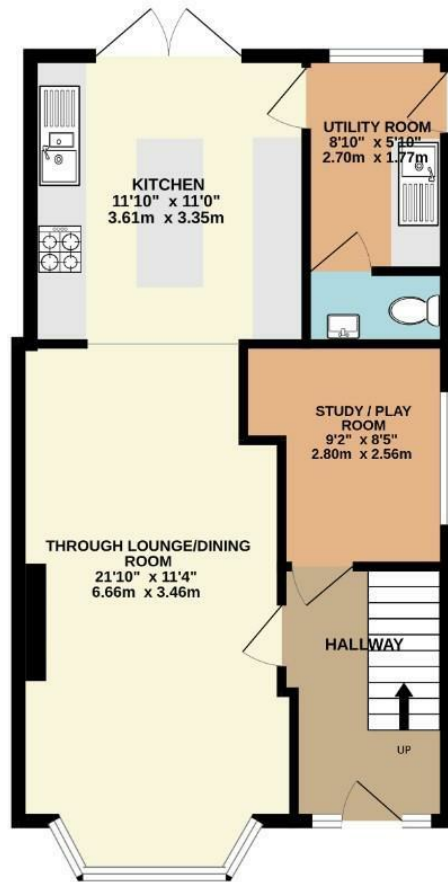 KITCHEN
11'10" x 11'0"
3.61m x 3.35m
UTILITY ROOM
8'10" x 5'10"
2.70m x 1.77m
STUDY / PLAY
ROOM
9'2" x 8'5"
2.80m x 2.56m
THROUGH LOUNGE/DINING
ROOM
21'10" x 11'4"
6.66m x 3.46m
HALLWAY
UP